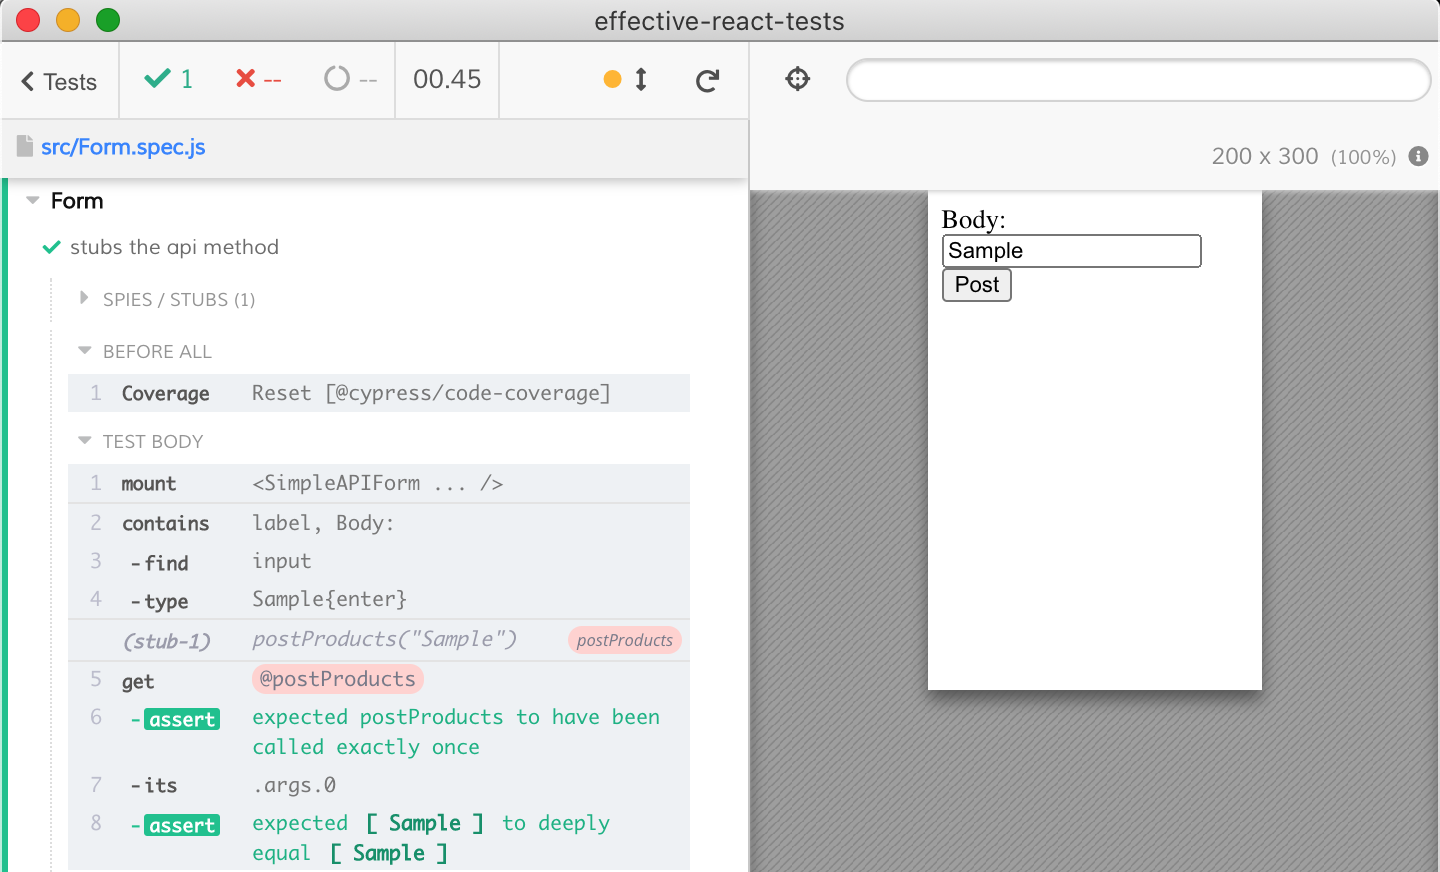 effective-react-tests
Tests 1 -- -- 00.45
src/Form.spec.js
200 x 300 (100%)
Form
stubs the api method
SPIES / STUBS (1)
BEFORE ALL
1 Coverage Reset [@cypress/code-coverage]
TEST BODY
1 mount <SimpleAPIForm ... />
2 contains label, Body:
3 -find input
4 -type Sample{enter}
(stub-1) postProducts("Sample") postProducts
5 get @postProducts
6 -assert expected postProducts to have been
called exactly once
7 -its .args.0
8 -assert expected [ Sample ] to deeply
equal [ Sample ]
Body:
Sample
Post